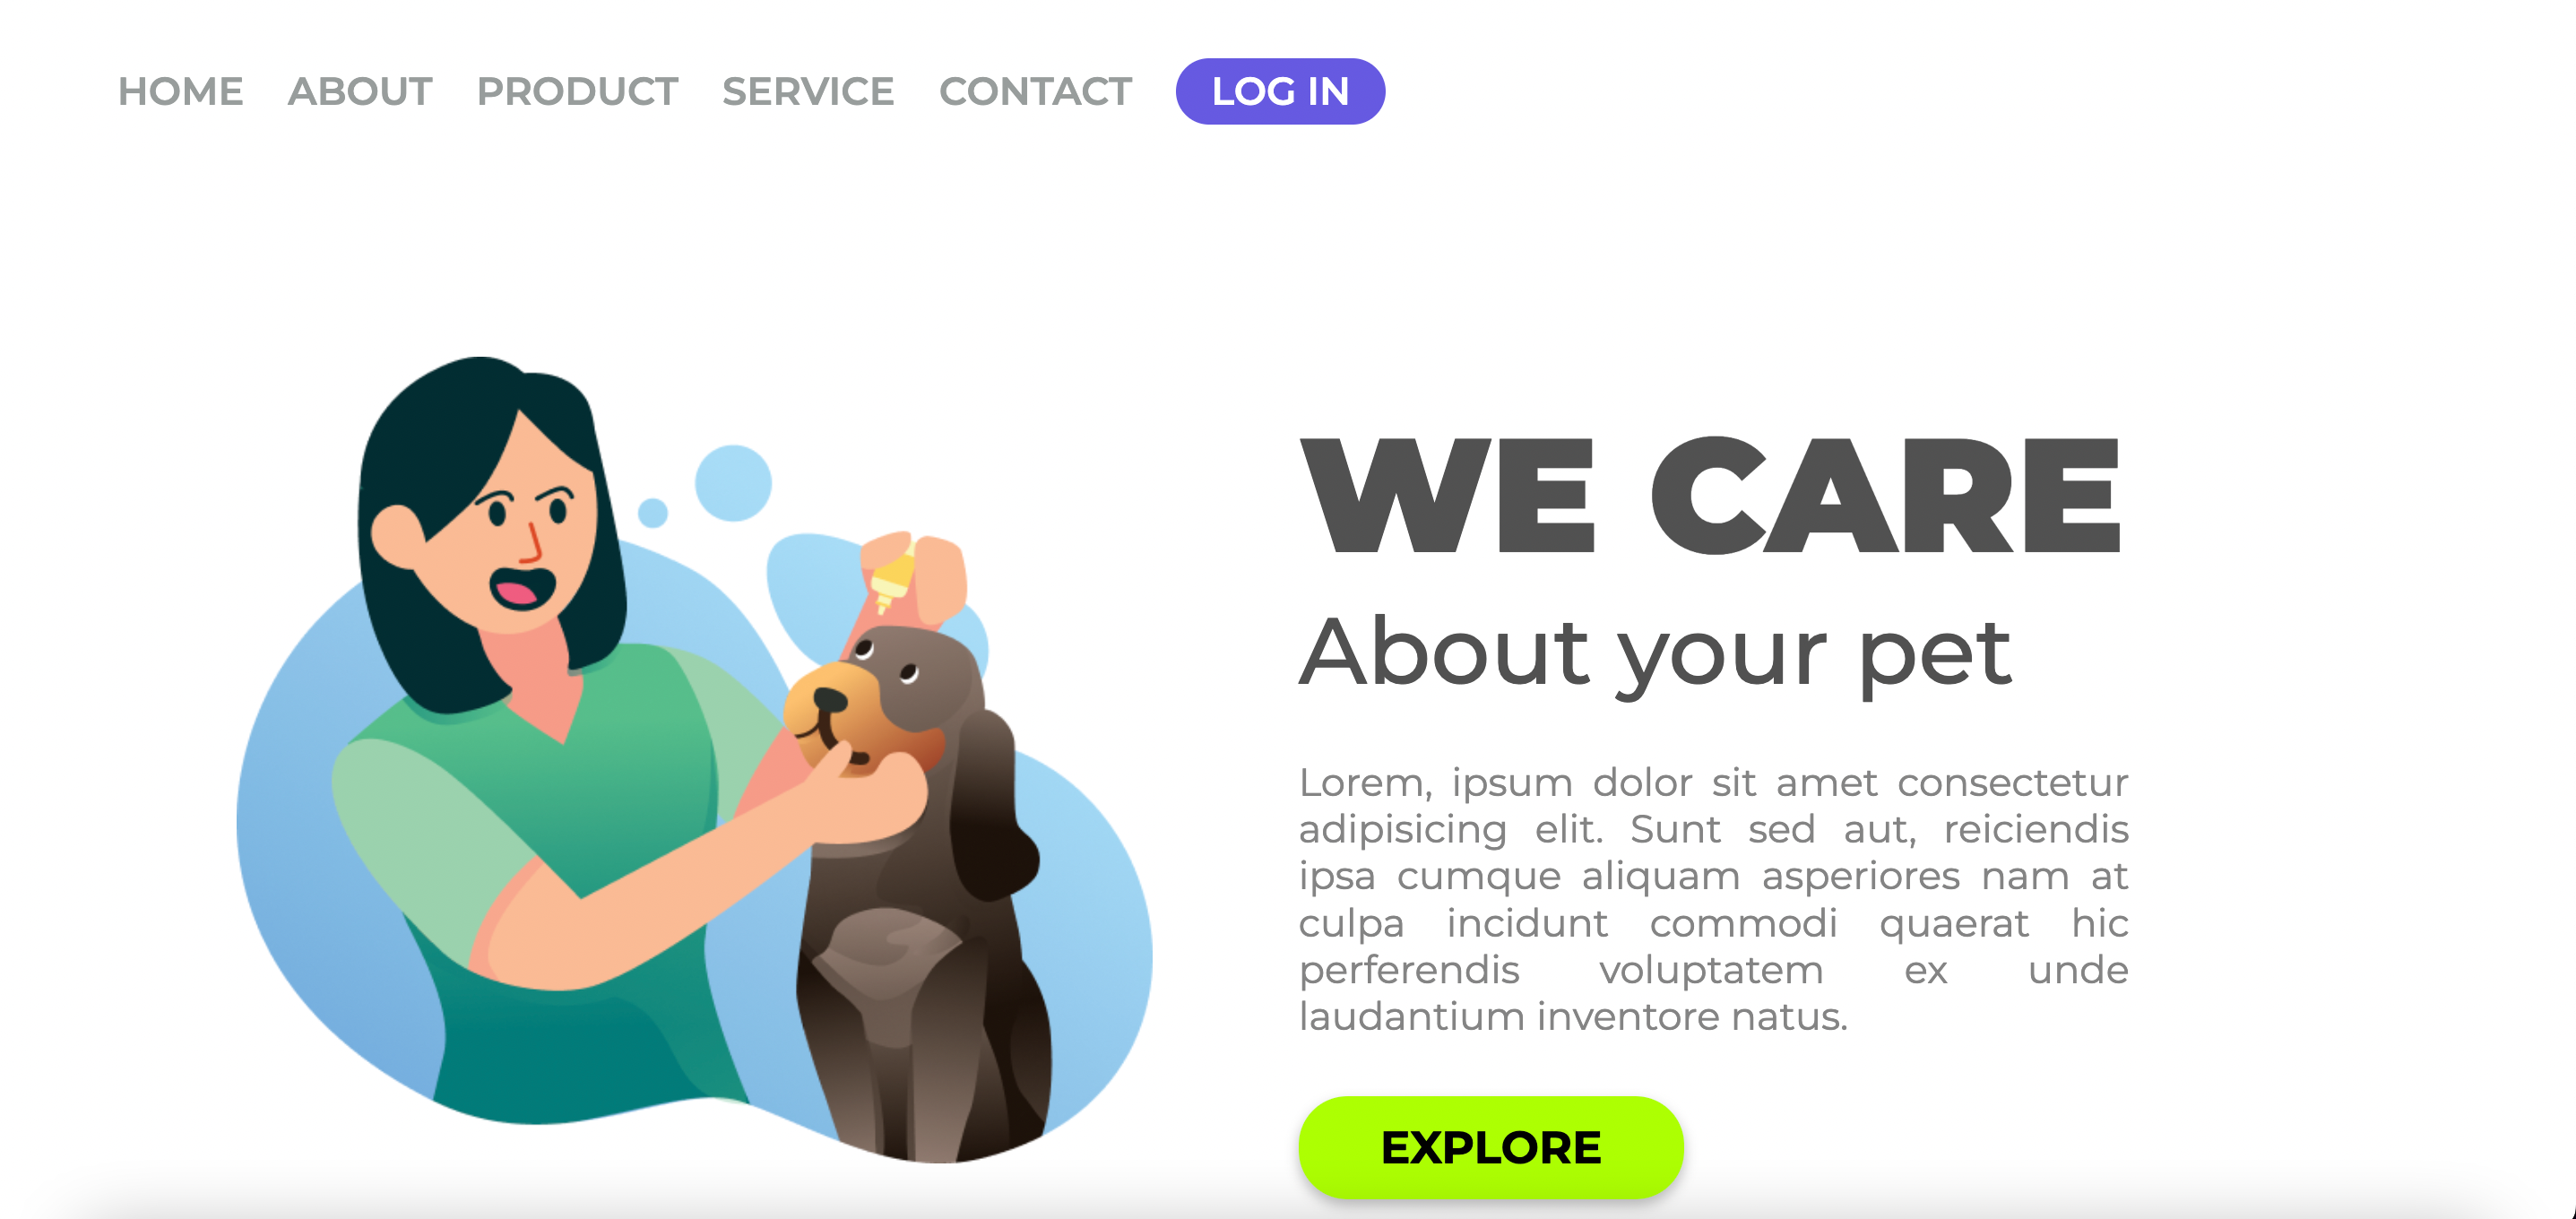 HOME ABOUT PRODUCT SERVICE CONTACT LOG IN
WE CARE
About your pet
Lorem, ipsum dolor sit amet consectetur
adipisicing elit. Sunt sed aut, reiciendis
ipsa cumque aliquam asperiores nam at
culpa incidunt commodi quaerat hic
perferendis voluptatem ex unde
laudantium inventore natus.
EXPLORE